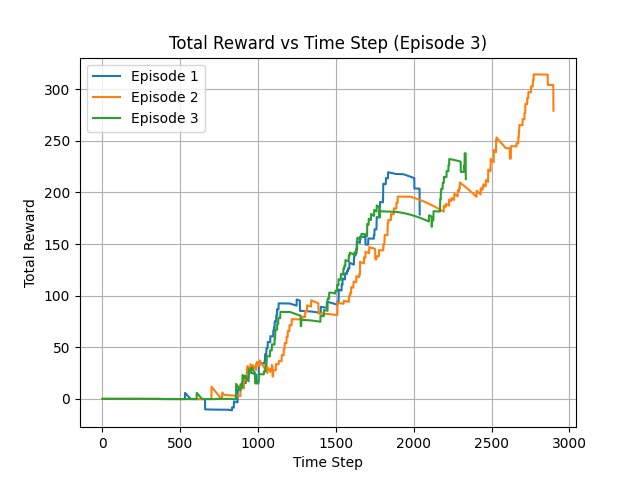 Total Reward vs Time Step (Episode 3)
Episode 1
Episode 2
Episode 3
300
250
200
150
100
50
0
Total Reward
0 500 1000 1500 2000 2500 3000
Time Step